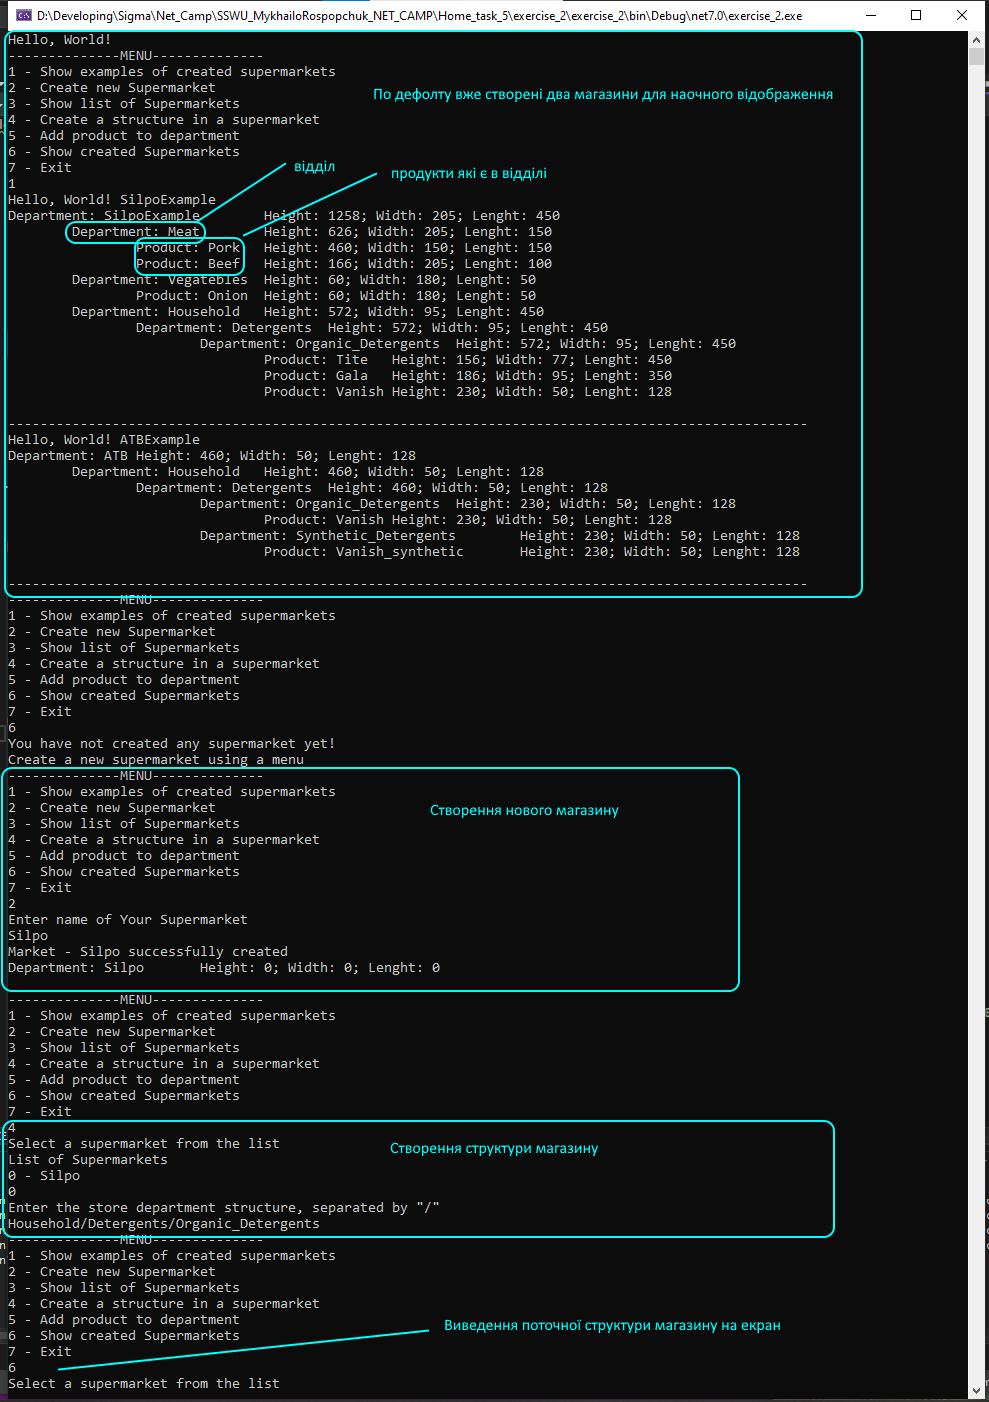 D:\Developing\Sigma\Net_Camp\SSWU_MykhailoRospopchuk_NET_CAMP\Home_task_5\exercise_2\exercise_2\bin\Debug\net7.0\exercise_2.exe
Hello, World!
--------------MENU--------------
1 - Show examples of created supermarkets
2 - Create new Supermarket
По дефолту вже створені два магазини для наочного відображення
3 - Show list of Supermarkets
4 - Create a structure in a supermarket
5 - Add product to department
6 - Show created Supermarkets
7 - Exit
відділ
продукти які є в відділі
1
Hello, World! SilpoExample
Department: SilpoExample Height: 1258; Width: 205; Lenght: 450
Department: Meat Height: 626; Width: 205; Lenght: 150
Product: Pork Height: 460; Width: 150; Lenght: 150
Product: Beef Height: 166; Width: 205; Lenght: 100
Department: Vegatebles Height: 60; Width: 180; Lenght: 50
Product: Onion Height: 60; Width: 180; Lenght: 50
Department: Household Height: 572; Width: 95; Lenght: 450
Department: Detergents Height: 572; Width: 95; Lenght: 450
Department: Organic_Detergents Height: 572; Width: 95; Lenght: 450
Product: Tite Height: 156; Width: 77; Lenght: 450
Product: Gala Height: 186; Width: 95; Lenght: 350
Product: Vanish Height: 230; Width: 50; Lenght: 128
----------------------------------------------------------------------------------------------------
Hello, World! ATBExample
Department: ATB Height: 460; Width: 50; Lenght: 128
Department: Household Height: 460; Width: 50; Lenght: 128
Department: Detergents Height: 460; Width: 50; Lenght: 128
Department: Organic_Detergents Height: 230; Width: 50; Lenght: 128
Product: Vanish Height: 230; Width: 50; Lenght: 128
Department: Synthetic_Detergents Height: 230; Width: 50; Lenght: 128
Product: Vanish_synthetic Height: 230; Width: 50; Lenght: 128
----------------------------------------------------------------------------------------------------
--------------MENU--------------
1 - Show examples of created supermarkets
2 - Create new Supermarket
3 - Show list of Supermarkets
4 - Create a structure in a supermarket
5 - Add product to department
6 - Show created Supermarkets
7 - Exit
6
You have not created any supermarket yet!
Create a new supermarket using a menu
--------------MENU--------------
1 - Show examples of created supermarkets
2 - Create new Supermarket
Створення нового магазину
3 - Show list of Supermarkets
4 - Create a structure in a supermarket
5 - Add product to department
6 - Show created Supermarkets
7 - Exit
2
Enter name of Your Supermarket
Silpo
Market - Silpo successfully created
Department: Silpo Height: 0; Width: 0; Lenght: 0
--------------MENU--------------
1 - Show examples of created supermarkets
2 - Create new Supermarket
3 - Show list of Supermarkets
4 - Create a structure in a supermarket
5 - Add product to department
6 - Show created Supermarkets
7 - Exit
4
Select a supermarket from the list
Створення структури магазину
List of Supermarkets
0 - Silpo
0
Enter the store department structure, separated by "/"
Household/Detergents/Organic_Detergents
--------------MENU--------------
1 - Show examples of created supermarkets
2 - Create new Supermarket
3 - Show list of Supermarkets
4 - Create a structure in a supermarket
5 - Add product to department
Виведення поточної структури магазину на екран
6 - Show created Supermarkets
7 - Exit
6
Select a supermarket from the list